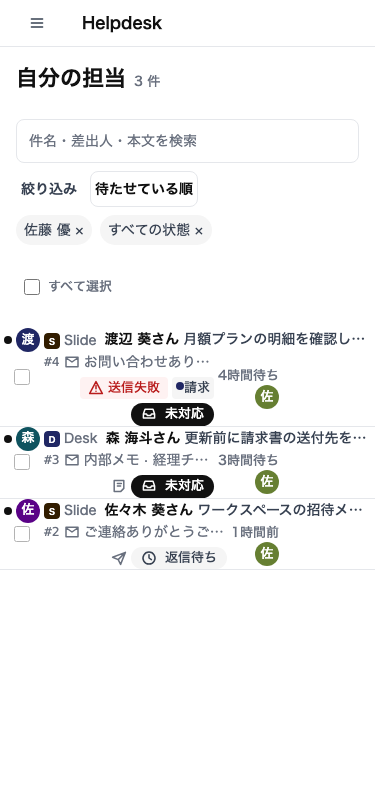 Helpdesk
自分の担当 3 件
件名・差出人・本文を検索
絞り込み 待たせている順
佐藤 優 × すべての状態 ×
すべて選択
渡 S Slide 渡辺 葵さん 月額プランの明細を確認し…
#4 お問い合わせあり… 4時間待ち
送信失敗 請求 佐
未対応
森 D Desk 森 海斗さん 更新前に請求書の送付先を…
#3 内部メモ · 経理チ… 3時間待ち
未対応 佐
佐 S Slide 佐々木 葵さん ワークスペースの招待メ…
#2 ご連絡ありがとうご… 1時間前
返信待ち 佐